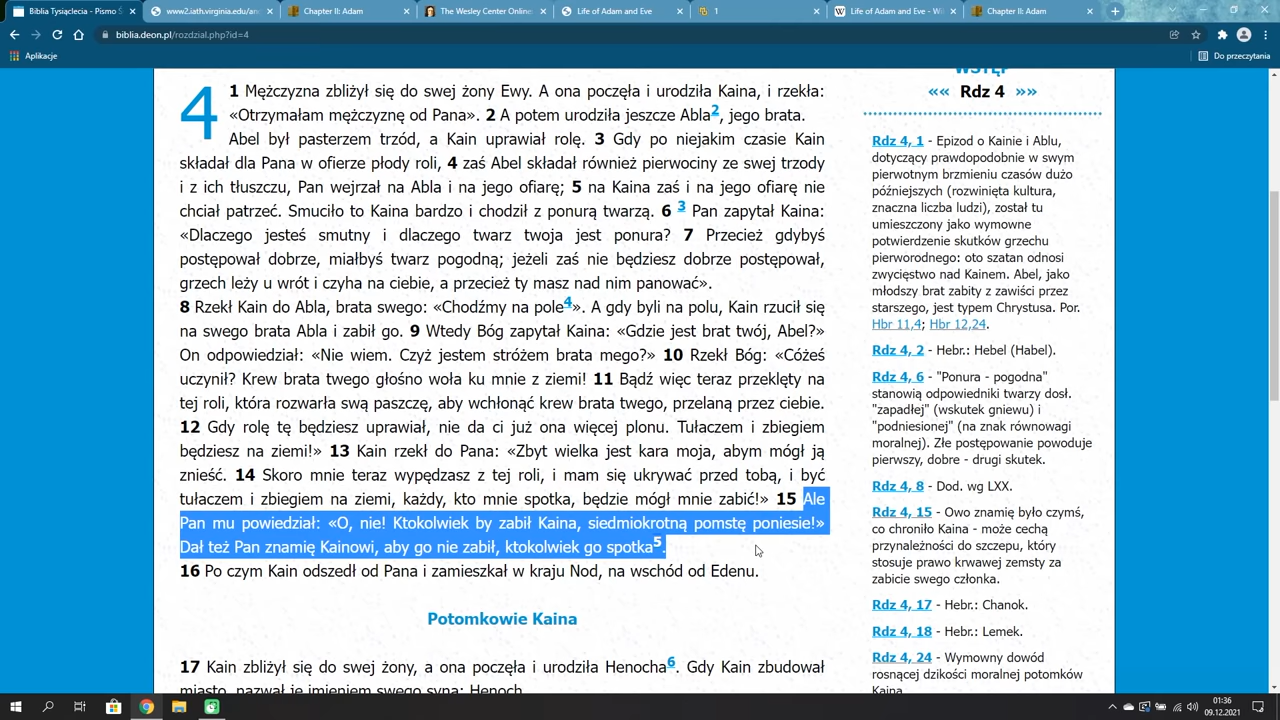 Biblia Tysiąclecia - Pismo Ś
www2.iath.virginia.edu/an
Chapter II: Adam
The Wesley Center Online:
Life of Adam and Eve
1
Life of Adam and Eve - Wi
Chapter II: Adam
biblia.deon.pl/rozdzial.php?id=4
Aplikacje
Do przeczytania
4
1 Mężczyzna zbliżył się do swej żony Ewy. A ona poczęła i urodziła Kaina, i rzekła:
«Otrzymałam mężczyznę od Pana». 2 A potem urodziła jeszcze Abla2, jego brata.
Abel był pasterzem trzód, a Kain uprawiał rolę. 3 Gdy po niejakim czasie Kain
składał dla Pana w ofierze płody roli, 4 zaś Abel składał również pierwociny ze swej trzody
i z ich tłuszczu, Pan wejrzał na Abla i na jego ofiarę; 5 na Kaina zaś i na jego ofiarę nie
chciał patrzeć. Smuciło to Kaina bardzo i chodził z ponurą twarzą. 6 3 Pan zapytał Kaina:
«Dlaczego jesteś smutny i dlaczego twarz twoja jest ponura? 7 Przecież gdybyś
postępował dobrze, miałbyś twarz pogodną; jeżeli zaś nie będziesz dobrze postępował,
grzech leży u wrót i czyha na ciebie, a przecież ty masz nad nim panować».
8 Rzekł Kain do Abla, brata swego: «Chodźmy na pole4». A gdy byli na polu, Kain rzucił się
na swego brata Abla i zabił go. 9 Wtedy Bóg zapytał Kaina: «Gdzie jest brat twój, Abel?»
On odpowiedział: «Nie wiem. Czyż jestem stróżem brata mego?» 10 Rzekł Bóg: «Cóżeś
uczynił? Krew brata twego głośno woła ku mnie z ziemi! 11 Bądź więc teraz przeklęty na
tej roli, która rozwarła swą paszczę, aby wchłonąć krew brata twego, przelaną przez ciebie.
12 Gdy rolę tę będziesz uprawiał, nie da ci już ona więcej plonu. Tułaczem i zbiegiem
będziesz na ziemi!» 13 Kain rzekł do Pana: «Zbyt wielka jest kara moja, abym mógł ją
znieść. 14 Skoro mnie teraz wypędzasz z tej roli, i mam się ukrywać przed tobą, i być
tułaczem i zbiegiem na ziemi, każdy, kto mnie spotka, będzie mógł mnie zabić!» 15 Ale
Pan mu powiedział: «O, nie! Ktokolwiek by zabił Kaina, siedmiokrotną pomstę poniesie!»
Dał też Pan znamię Kainowi, aby go nie zabił, ktokolwiek go spotka5.
16 Po czym Kain odszedł od Pana i zamieszkał w kraju Nod, na wschód od Edenu.
Potomkowie Kaina
17 Kain zbliżył się do swej żony, a ona poczęła i urodziła Henocha6. Gdy Kain zbudował
miasto, nazwał je imieniem swego syna: Henoch.
WSTĘP
«« Rdz 4 »»
Rdz 4, 1 - Epizod o Kainie i Ablu,
dotyczący prawdopodobnie w swym
pierwotnym brzmieniu czasów dużo
późniejszych (rozwinięta kultura,
znaczna liczba ludzi), został tu
umieszczony jako wymowne
potwierdzenie skutków grzechu
pierworodnego: oto szatan odnosi
zwycięstwo nad Kainem. Abel, jako
młodszy brat zabity z zawiści przez
starszego, jest typem Chrystusa. Por.
Hbr 11,4; Hbr 12,24.
Rdz 4, 2 - Hebr.: Hebel (Habel).
Rdz 4, 6 - "Ponura - pogodna"
stanowią odpowiedniki twarzy dosł.
"zapadłej" (wskutek gniewu) i
"podniesionej" (na znak równowagi
moralnej). Złe postępowanie powoduje
pierwszy, dobre - drugi skutek.
Rdz 4, 8 - Dod. wg LXX.
Rdz 4, 15 - Owo znamię było czymś,
co chroniło Kaina - może cechą
przynależności do szczepu, który
stosuje prawo krwawej zemsty za
zabicie swego członka.
Rdz 4, 17 - Hebr.: Chanok.
Rdz 4, 18 - Hebr.: Lemek.
Rdz 4, 24 - Wymowny dowód
rosnącej dzikości moralnej potomków
Kaina.
01:36
09.12.2021